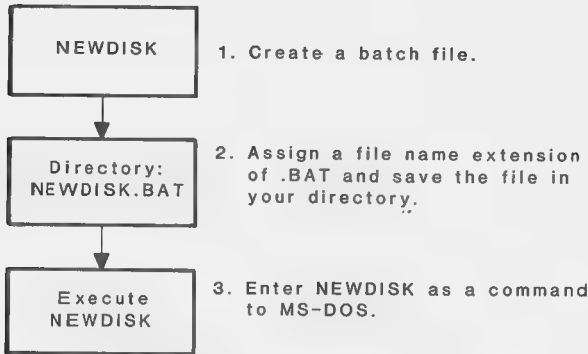 NEWDISK
1. Create a batch file.
Directory:
NEWDISK.BAT
2. Assign a file name extension
of .BAT and save the file in
your directory.
Execute
NEWDISK
3. Enter NEWDISK as a command
to MS-DOS.